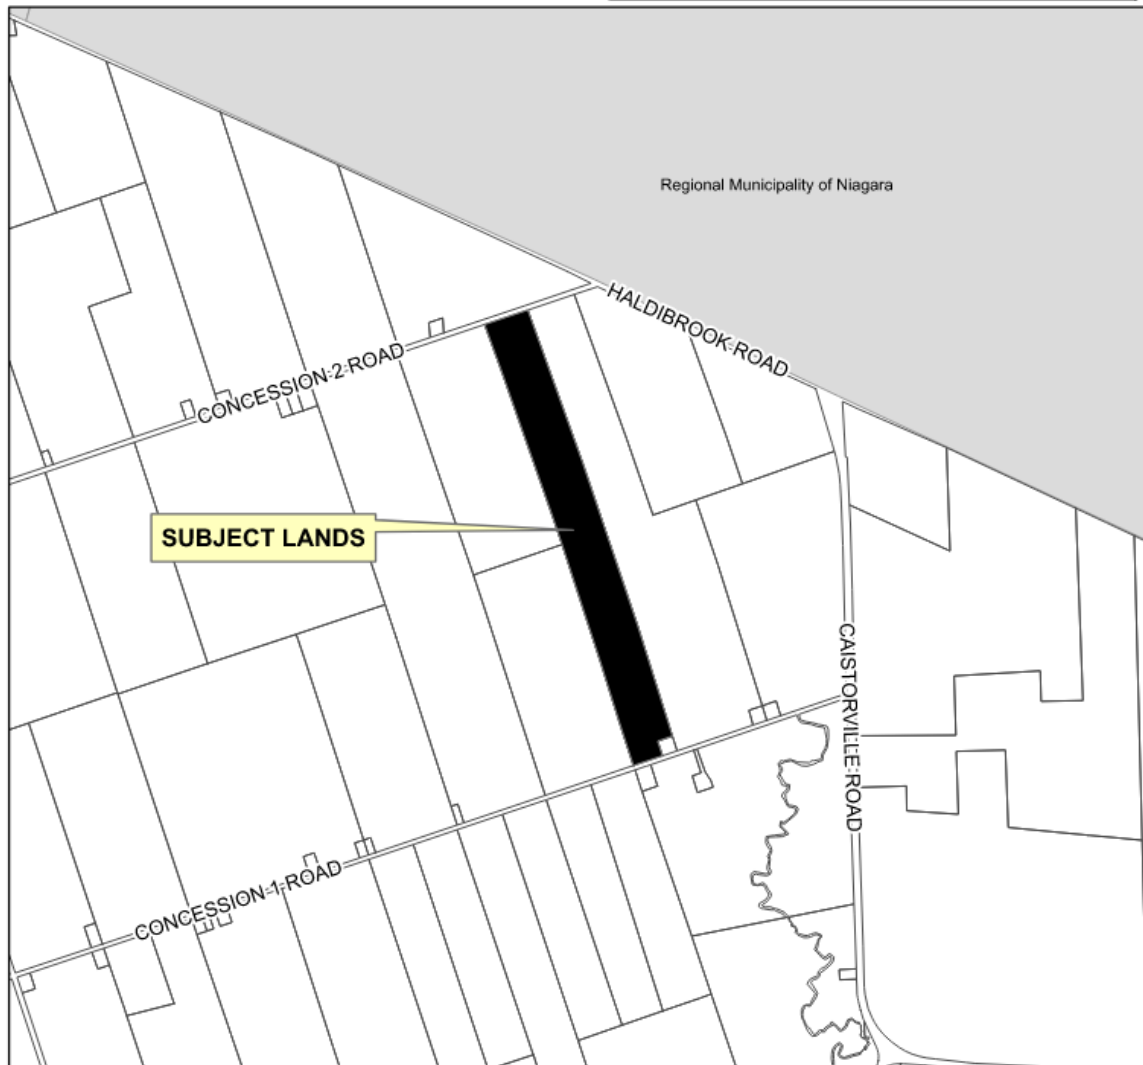 Regional Municipality of Niagara
HALDIBROOK ROAD
CONCESSION 2 ROAD
SUBJECT LANDS
CAISTORVILLE ROAD
CONCESSION 1 ROAD